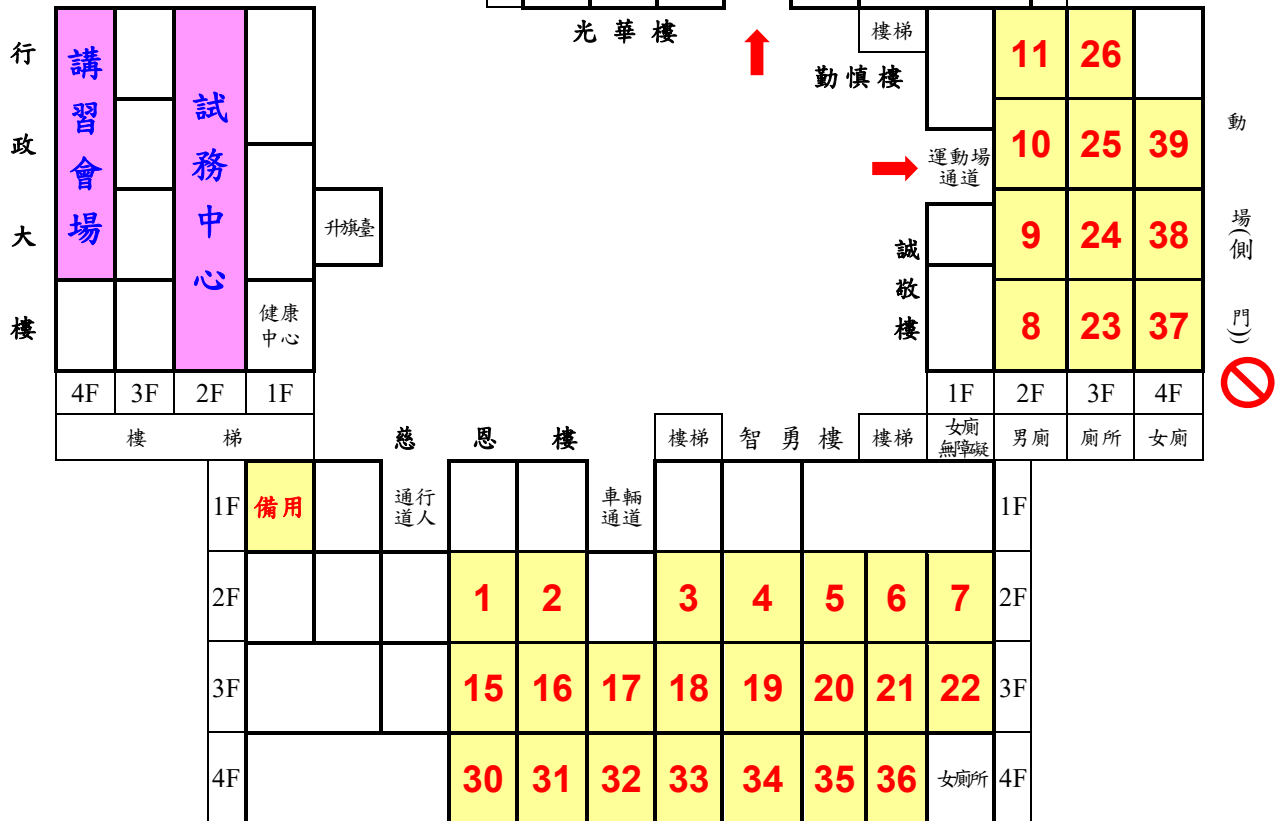 光華樓
樓梯
勤慎樓
行政大樓
講習會場
試務中心
升旗臺
健康
中心
4F 3F 2F 1F
樓梯
11 26
運動場
通道
10 25 39
誠敬樓
9 24 38
8 23 37
動場(側門))
1F 2F 3F 4F
女廁
無障礙
男廁 廁所 女廁
慈恩樓
樓梯 智勇樓 樓梯
1F 備用
通行
道人
車輛
通道
1F
2F 1 2 3 4 5 6 7 2F
3F 15 16 17 18 19 20 21 22 3F
4F 30 31 32 33 34 35 36 女廁所 4F